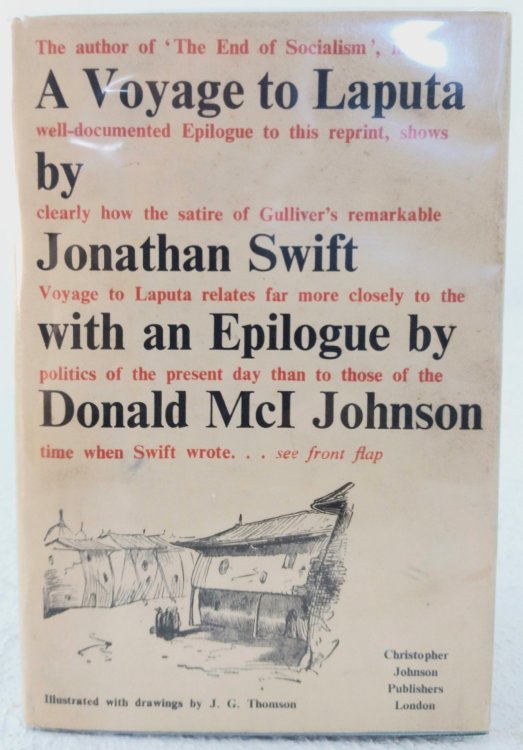 The author of 'The End of Socialism',
A Voyage to Laputa
well-documented Epilogue to this reprint, shows
by
clearly how the satire of Gulliver's remarkable
Jonathan Swift
Voyage to Laputa relates far more closely to the
with an Epilogue by
politics of the present day than to those of the
Donald McI Johnson
time when Swift wrote. . . see front flap
Christopher
Johnson
Publishers
London
Illustrated with drawings by J. G. Thomson